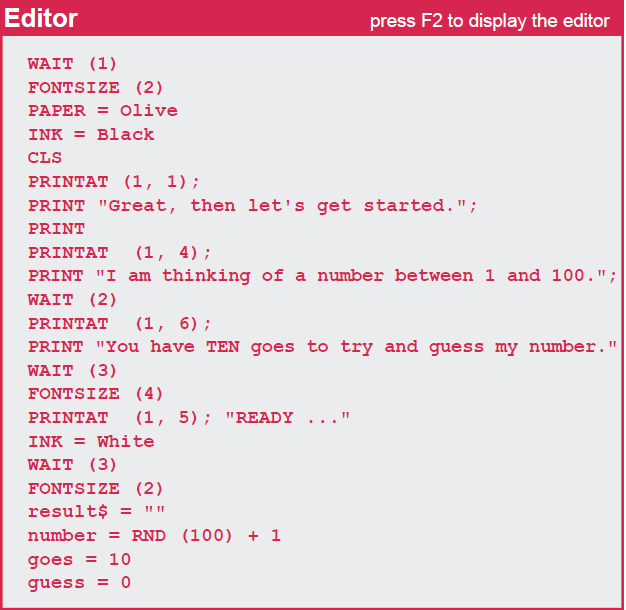 Editor
press F2 to display the editor
WAIT (1)
FONTSIZE (2)
PAPER = Olive
INK = Black
CLS
PRINTAT (1, 1);
PRINT "Great, then let's get started.";
PRINT
PRINTAT  (1, 4);
PRINT "I am thinking of a number between 1 and 100.";
WAIT (2)
PRINTAT  (1, 6);
PRINT "You have TEN goes to try and guess my number."
WAIT (3)
FONTSIZE (4)
PRINTAT  (1, 5); "READY ..."
INK = White
WAIT (3)
FONTSIZE (2)
result$ = ""
number = RND (100) + 1
goes = 10
guess = 0